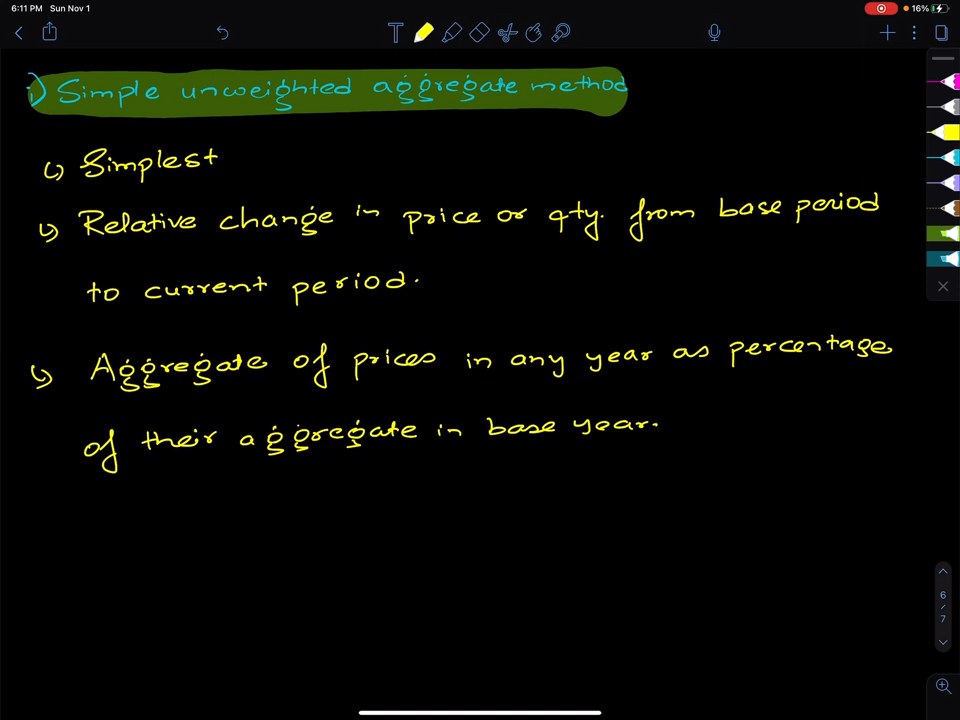 6:11 PM Sun Nov 1
16%
T
i) Simple unweighted aggregate method
↳ Simplest
↳ Relative change in price or qty. from base period
to current period.
↳ Aggregate of prices in any year as percentage
of their aggregate in base year.
6
/
7